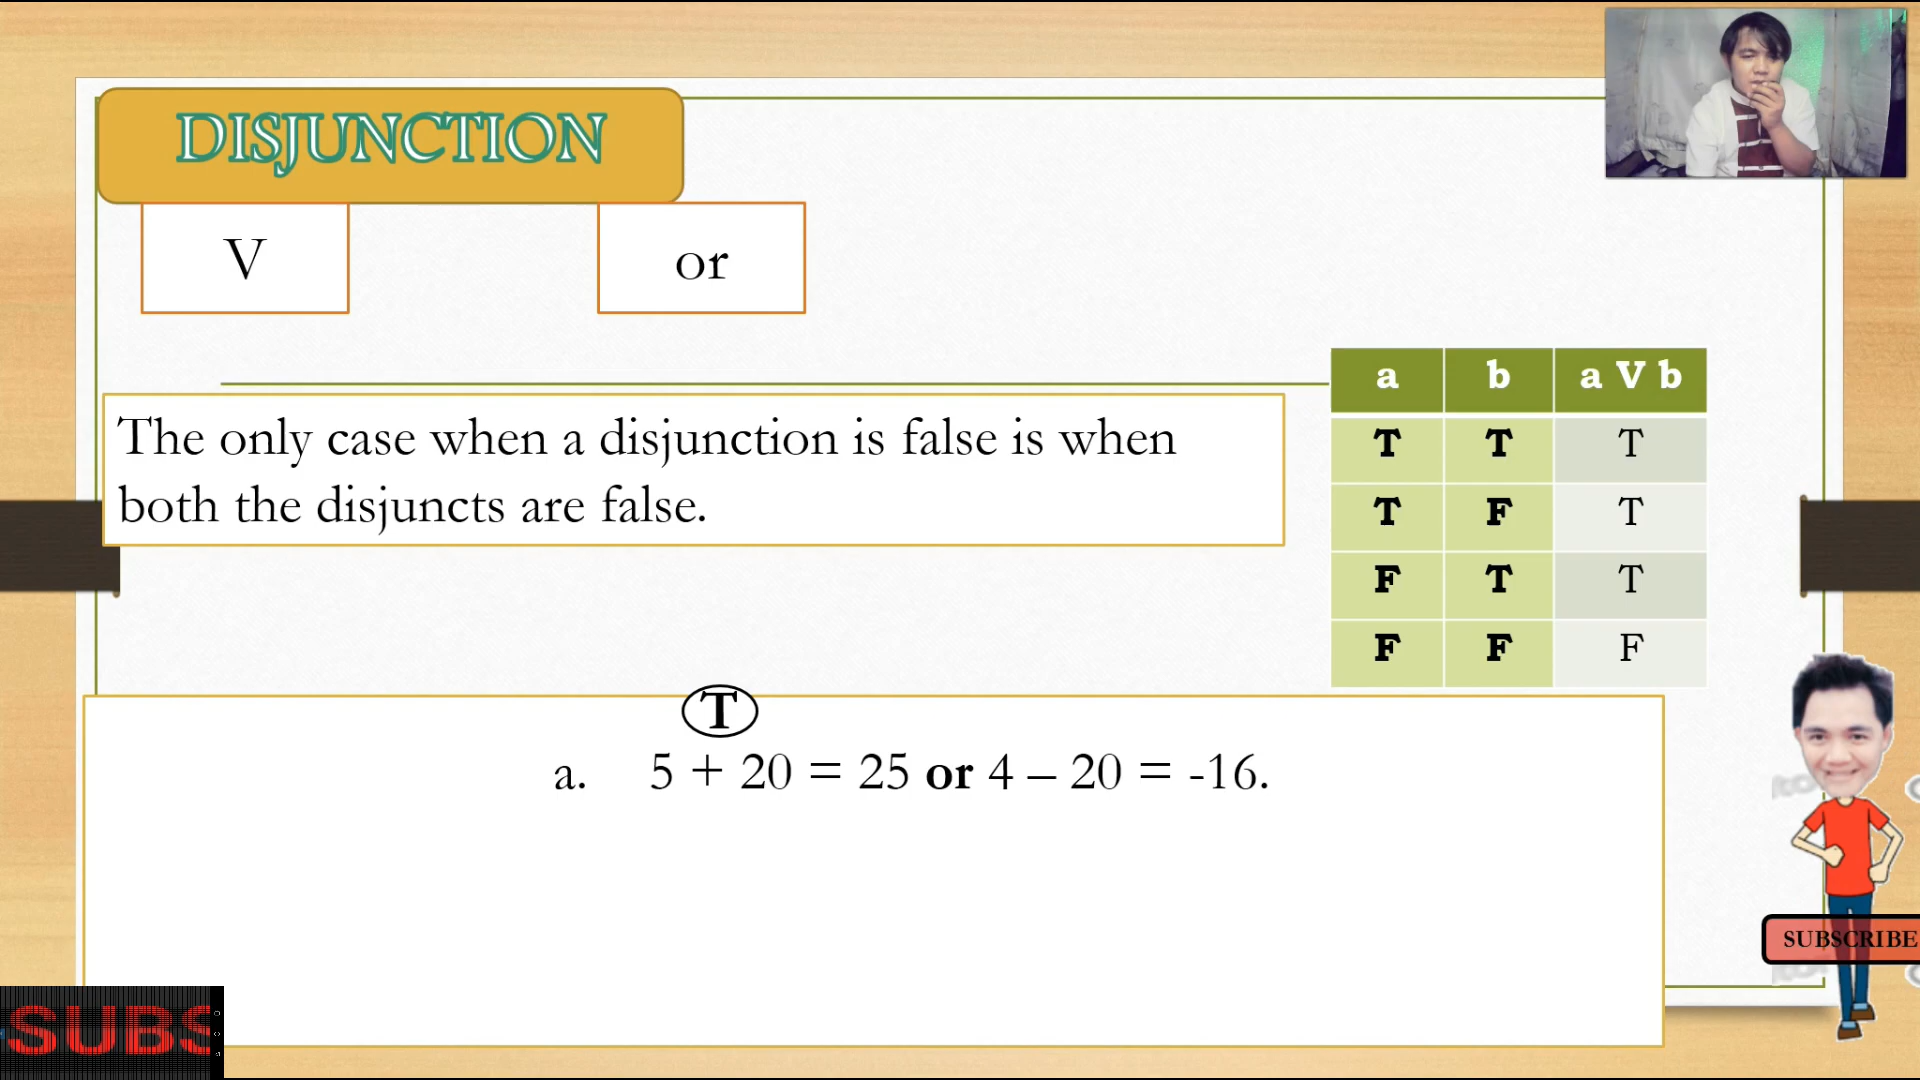 DISJUNCTION
V
or
The only case when a disjunction is false is when
both the disjuncts are false.
a b a V b
T T T
T F T
F T T
F F F
T
a. 5 + 20 = 25 or 4 – 20 = -16.
SUBSCRIBE
SUBS